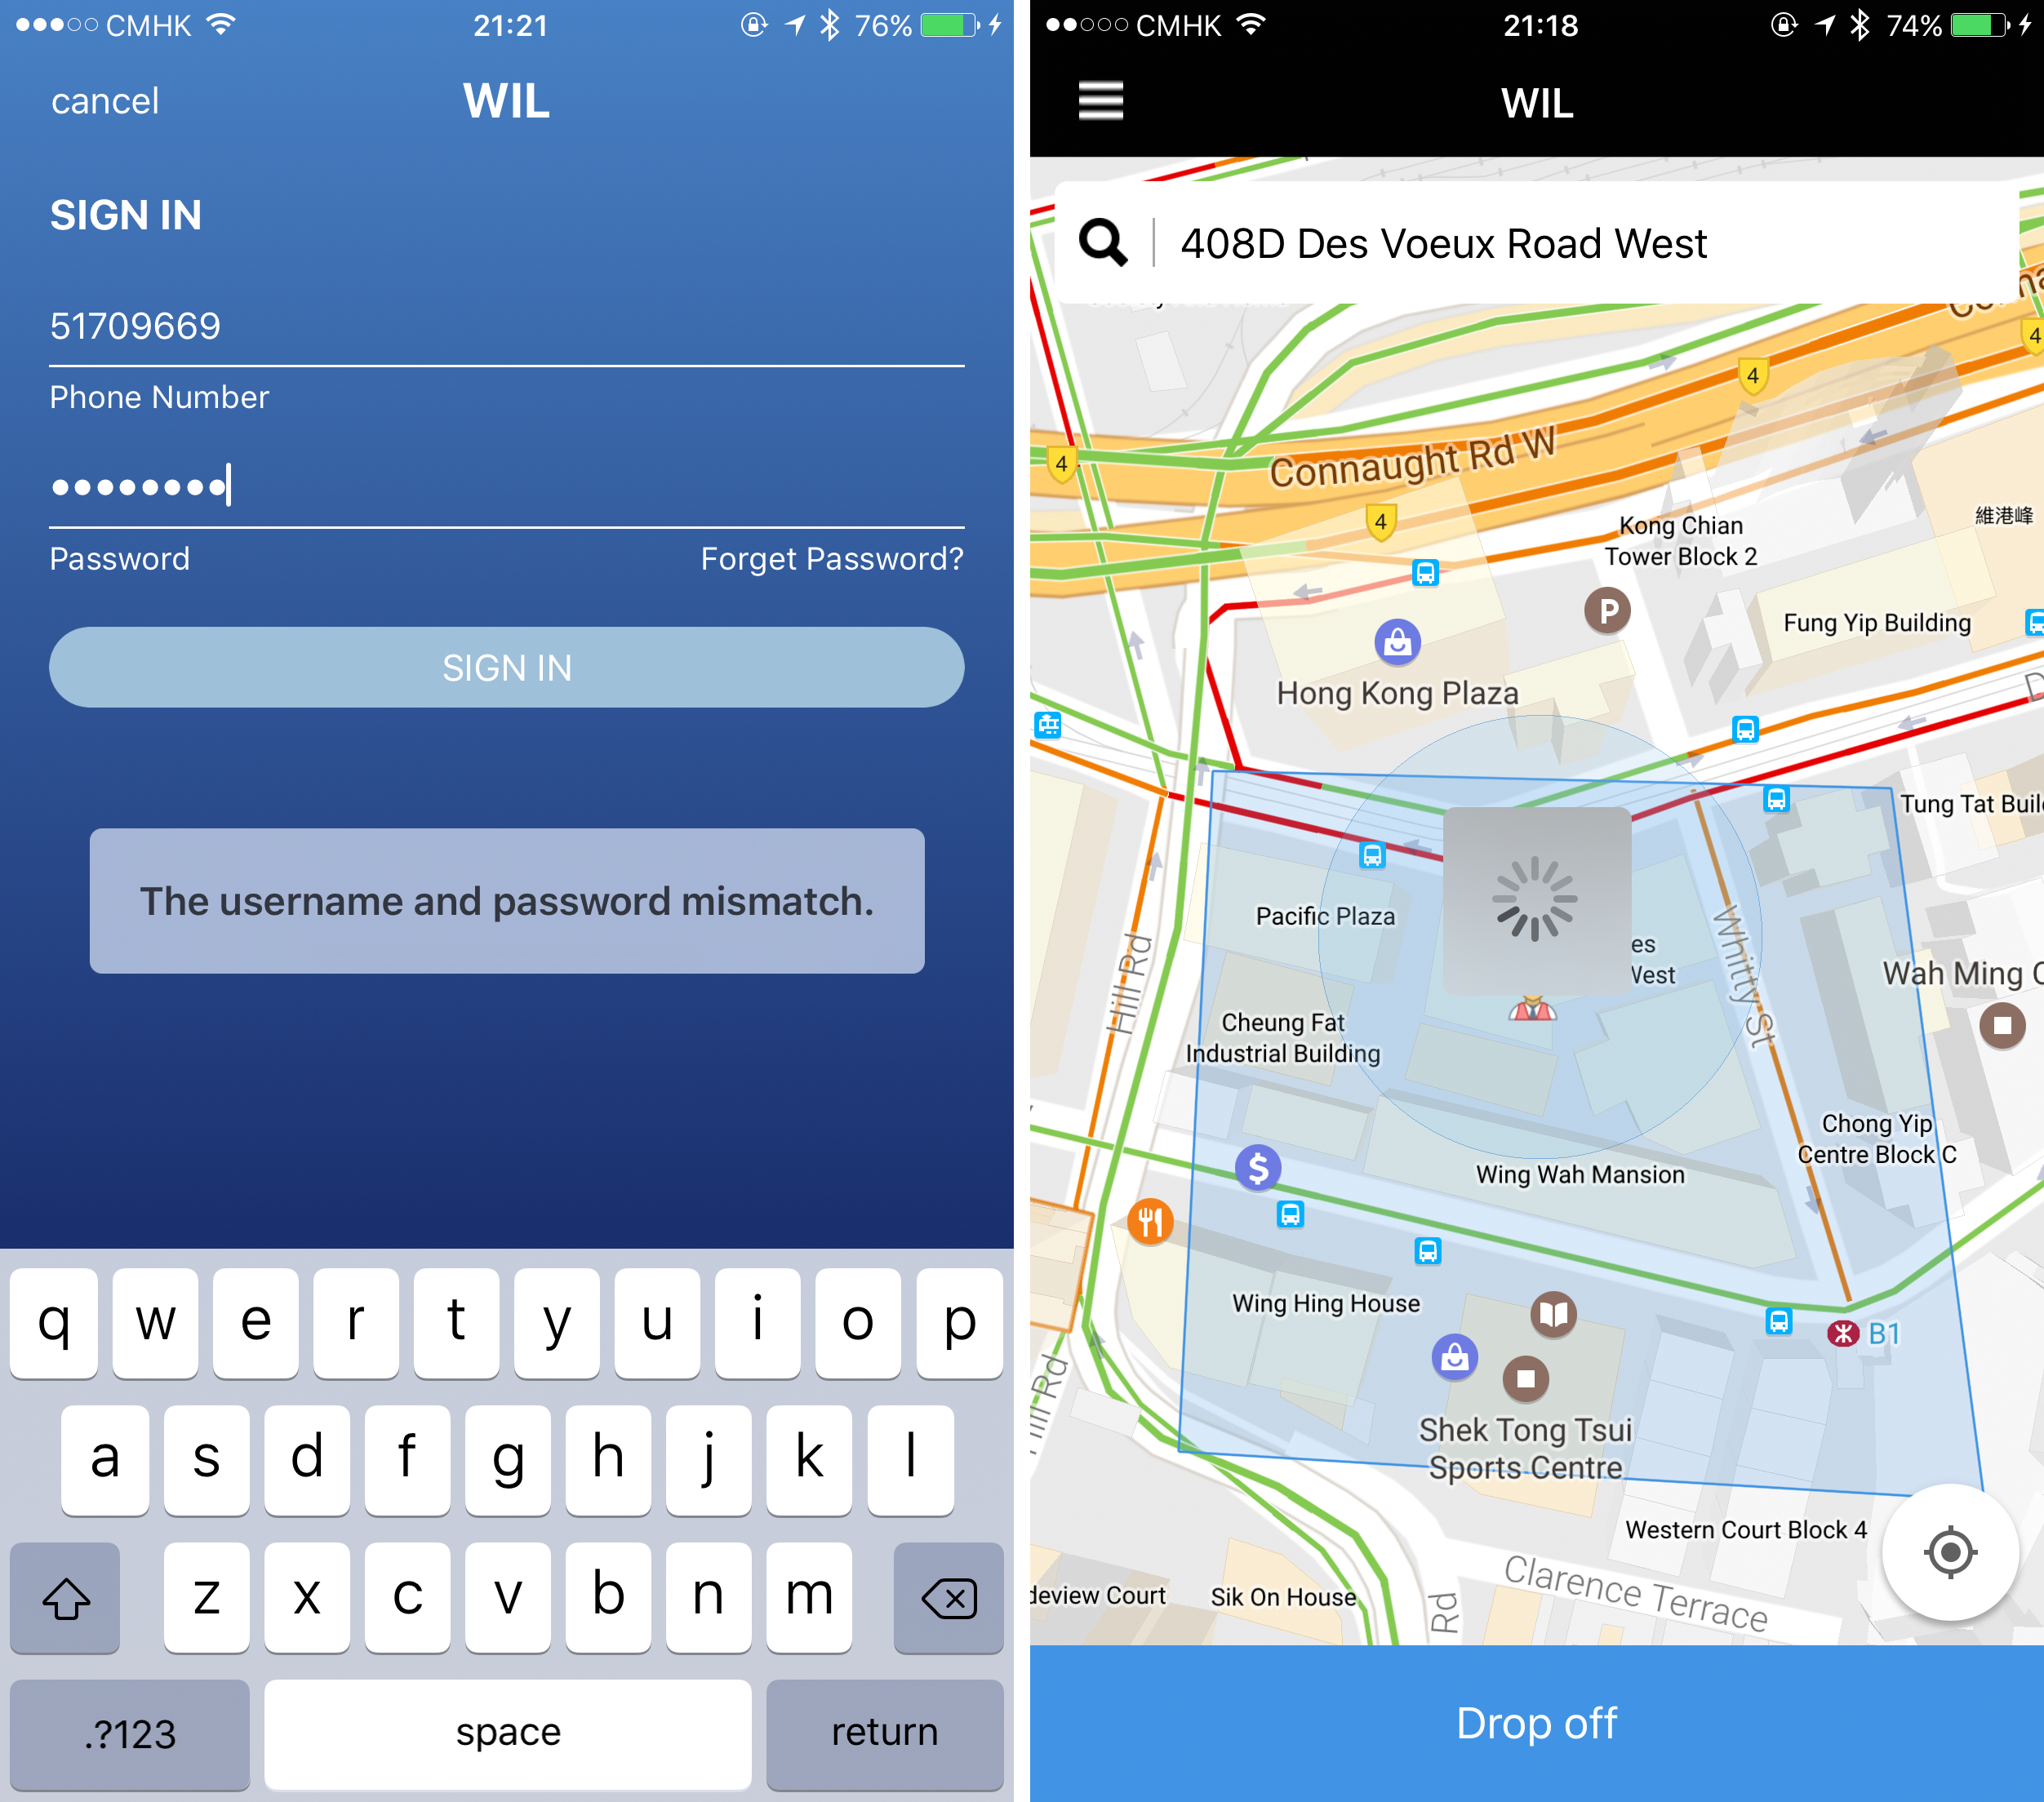 CMHK 21:21 76%
cancel WIL
SIGN IN
51709669
Phone Number
Password Forget Password?
SIGN IN
The username and password mismatch.
q w e r t y u i o p
a s d f g h j k l
z x c v b n m
.?123 space return
CMHK 21:18 74%
WIL
408D Des Voeux Road West
4
4
Connaught Rd W
4
4
Kong Chian
Tower Block 2
維港峰
P
Fung Yip Building
Hong Kong Plaza
Tung Tat Buil
Pacific Plaza
es
West
Whitty St
Hill Rd
Wah Ming C
Cheung Fat
Industrial Building
Chong Yip
Centre Block C
$
Wing Wah Mansion
Wing Hing House
B1
Hill Rd
Shek Tong Tsui
Sports Centre
Western Court Block 4
deview Court
Sik On House
Rd
Clarence Terrace
Drop off